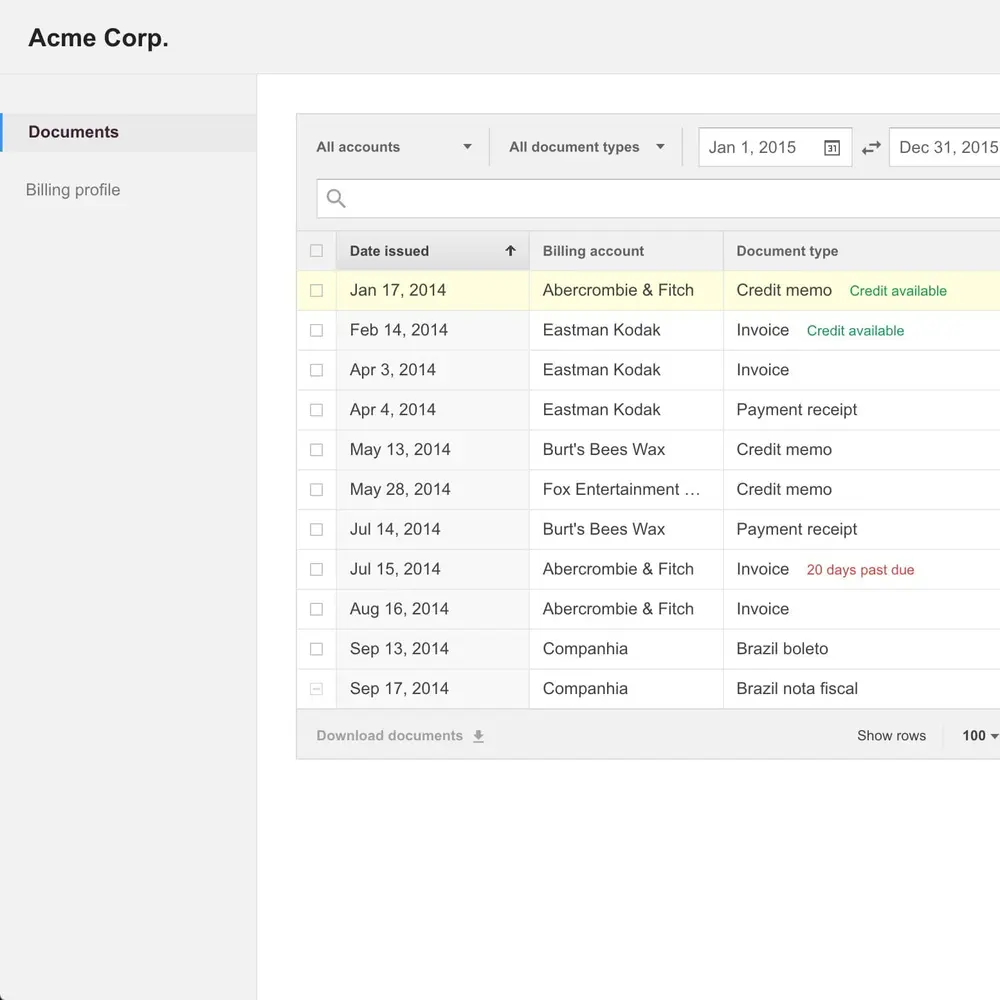 Acme Corp.
Documents
Billing profile
All accounts All document types Jan 1, 2015 31 Dec 31, 2015
Date issued Billing account Document type
Jan 17, 2014 Abercrombie & Fitch Credit memo Credit available
Feb 14, 2014 Eastman Kodak Invoice Credit available
Apr 3, 2014 Eastman Kodak Invoice
Apr 4, 2014 Eastman Kodak Payment receipt
May 13, 2014 Burt's Bees Wax Credit memo
May 28, 2014 Fox Entertainment … Credit memo
Jul 14, 2014 Burt's Bees Wax Payment receipt
Jul 15, 2014 Abercrombie & Fitch Invoice 20 days past due
Aug 16, 2014 Abercrombie & Fitch Invoice
Sep 13, 2014 Companhia Brazil boleto
Sep 17, 2014 Companhia Brazil nota fiscal
Download documents Show rows 100